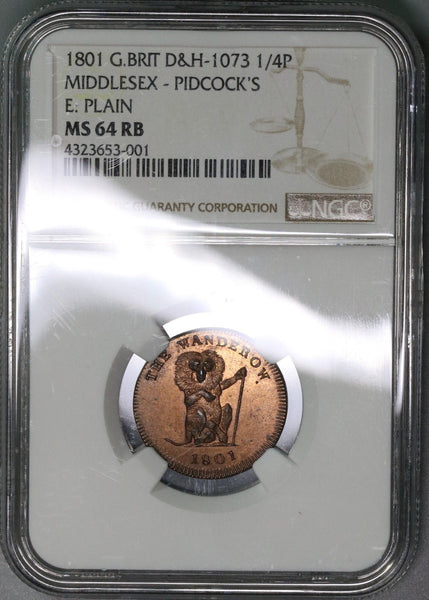 1801 G.BRIT D&H-1073 1/4P
MIDDLESEX - PIDCOCK'S
E: PLAIN
MS 64 RB
4323653-001
GUARANTY CORPORATION
NGC®
THE WANDEROW.
1801